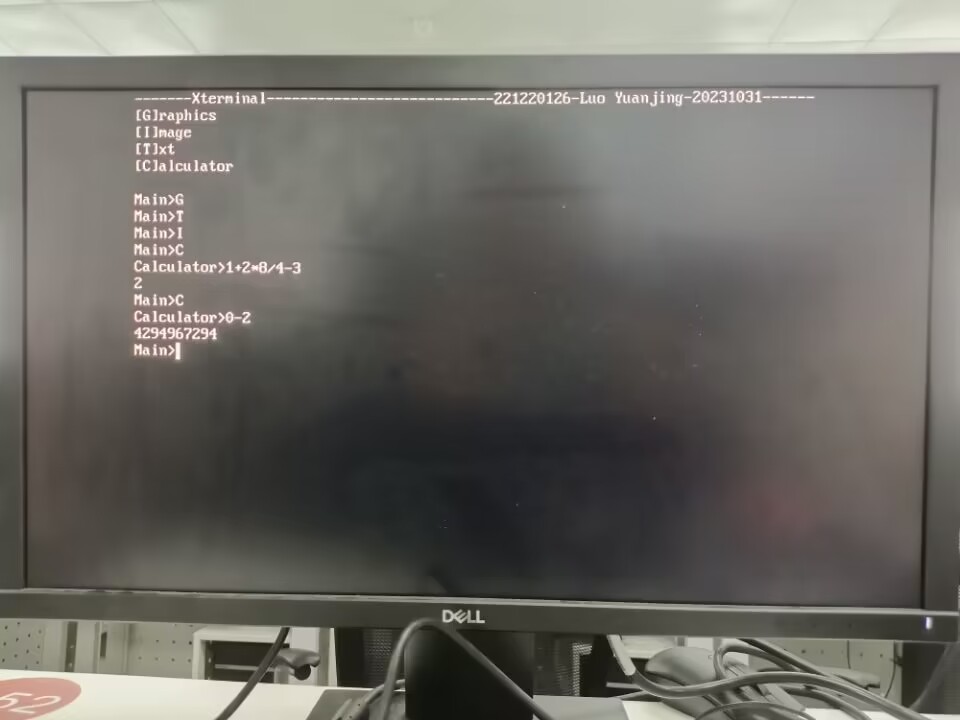 -------Xterminal----------------------------221220126-Luo Yuanjing-20231031------
[G]raphics
[I]mage
[T]xt
[C]alculator
Main>G
Main>T
Main>I
Main>C
Calculator>1+2*8/4-3
2
Main>C
Calculator>0-2
4294967294
Main>
DELL
52